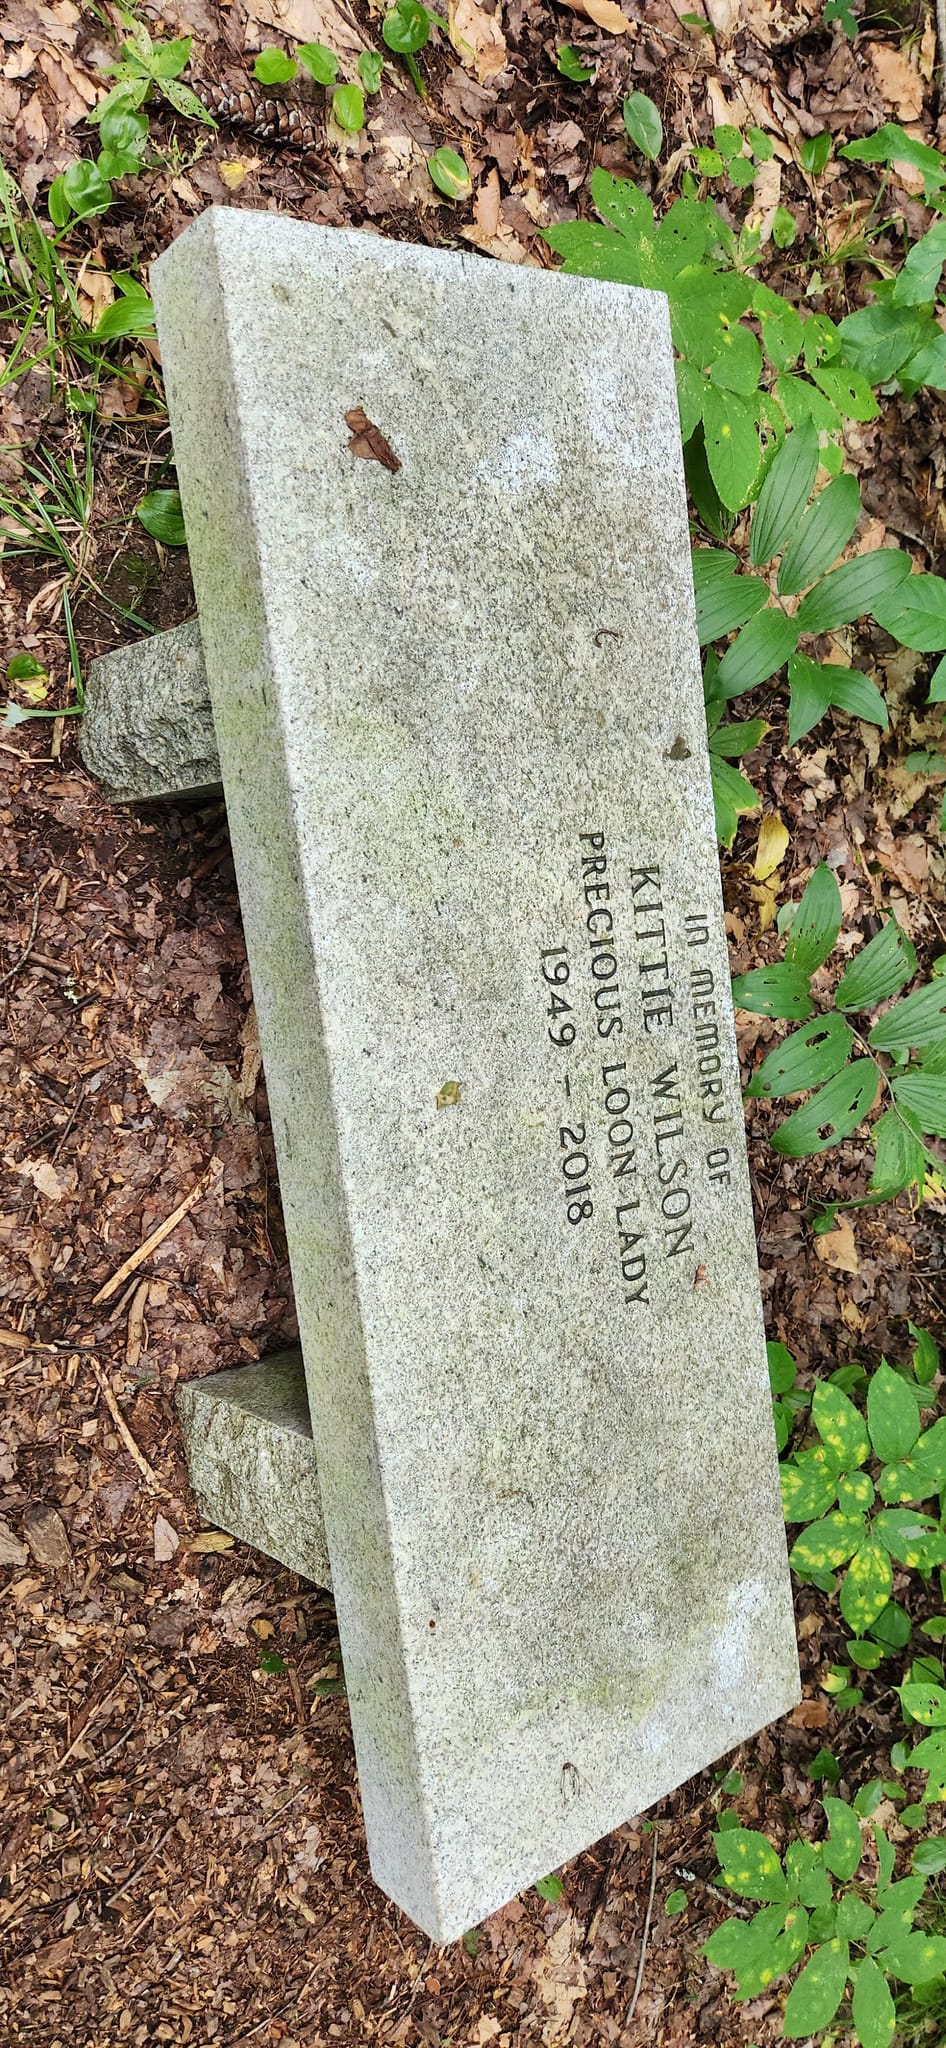 IN MEMORY OF
KITTIE WILSON
PRECIOUS LOON LADY
1949 – 2018